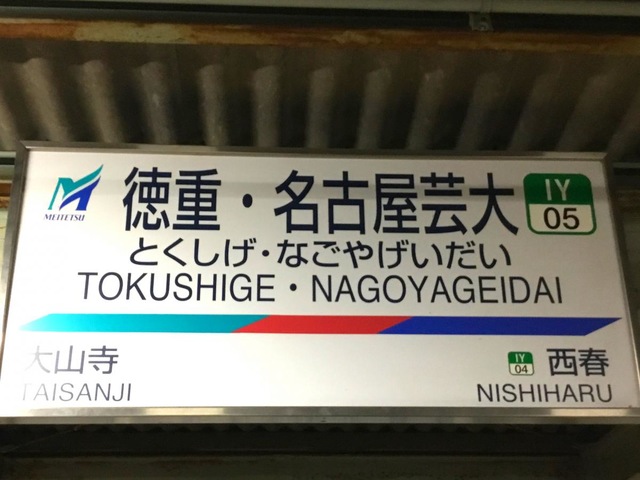 MEITETSU
徳重・名古屋芸大
IY
05
とくしげ・なごやげいだい
TOKUSHIGE・NAGOYAGEIDAI
大山寺
TAISANJI
IY
04
西春
NISHIHARU